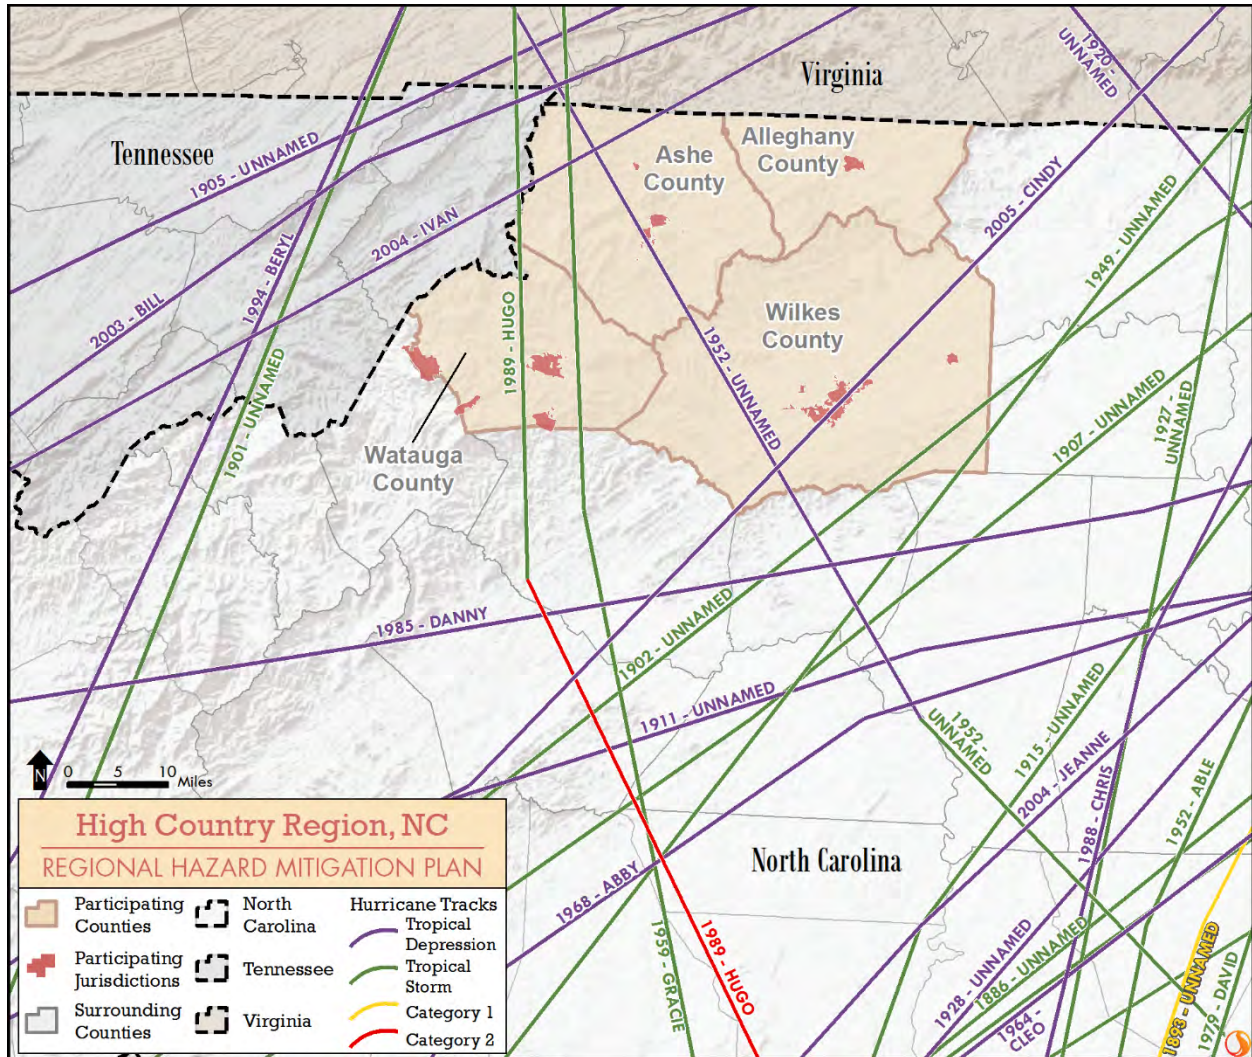 Virginia
1920 -
UNNAMED
Tennessee
1905 - UNNAMED
Ashe
County
Alleghany
County
2005 - CINDY
2004 - IVAN
1949 - UNNAMED
1994 - BERYL
2003 - BILL
1989 - HUGO
Wilkes
County
1952 - UNNAMED
1901 - UNNAMED
1927 -
UNNAMED
1907 - UNNAMED
Watauga
County
1985 - DANNY
1902 - UNNAMED
1911 - UNNAMED
1952 -
UNNAMED
1915 - UNNAMED
2004 - JEANNE
1988 - CHRIS
1952 - ABLE
N
0 5 10
Miles
North Carolina
1968 - ABBY
1959 - GRACIE
1989 - HUGO
1928 - UNNAMED
1886 - UNNAMED
1964 -
CLEO
1893 - UNNAMED
1979 - DAVID
High Country Region, NC
REGIONAL HAZARD MITIGATION PLAN
Participating
Counties
Participating
Jurisdictions
Surrounding
Counties
North
Carolina
Tennessee
Virginia
Hurricane Tracks
Tropical
Depression
Tropical
Storm
Category 1
Category 2